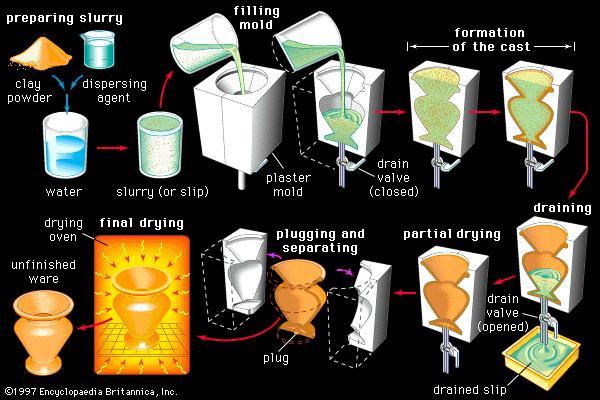 preparing slurry
clay
powder
dispersing
agent
water
slurry (or slip)
filling
mold
plaster
mold
drain
valve
(closed)
formation
of the cast
draining
drain
valve
(opened)
drained slip
partial drying
plugging and
separating
plug
final drying
drying
oven
unfinished
ware
©1997 Encyclopaedia Britannica, Inc.